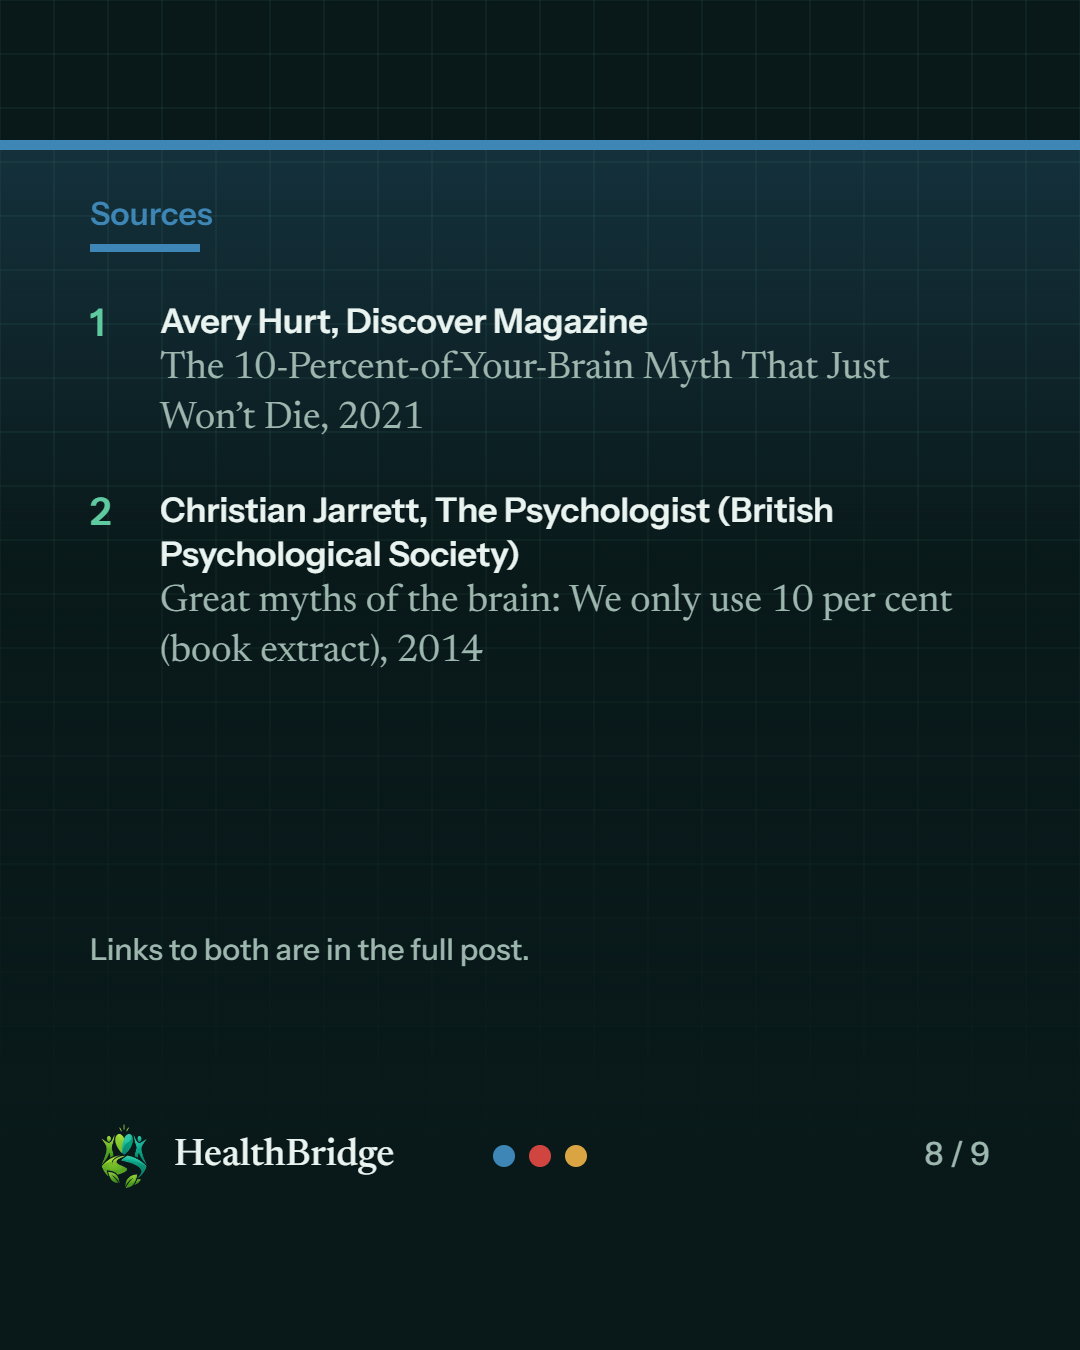 Sources
1
Avery Hurt, Discover Magazine
The 10-Percent-of-Your-Brain Myth That Just
Won’t Die, 2021
2
Christian Jarrett, The Psychologist (British
Psychological Society)
Great myths of the brain: We only use 10 per cent
(book extract), 2014
Links to both are in the full post.
HealthBridge
8 / 9